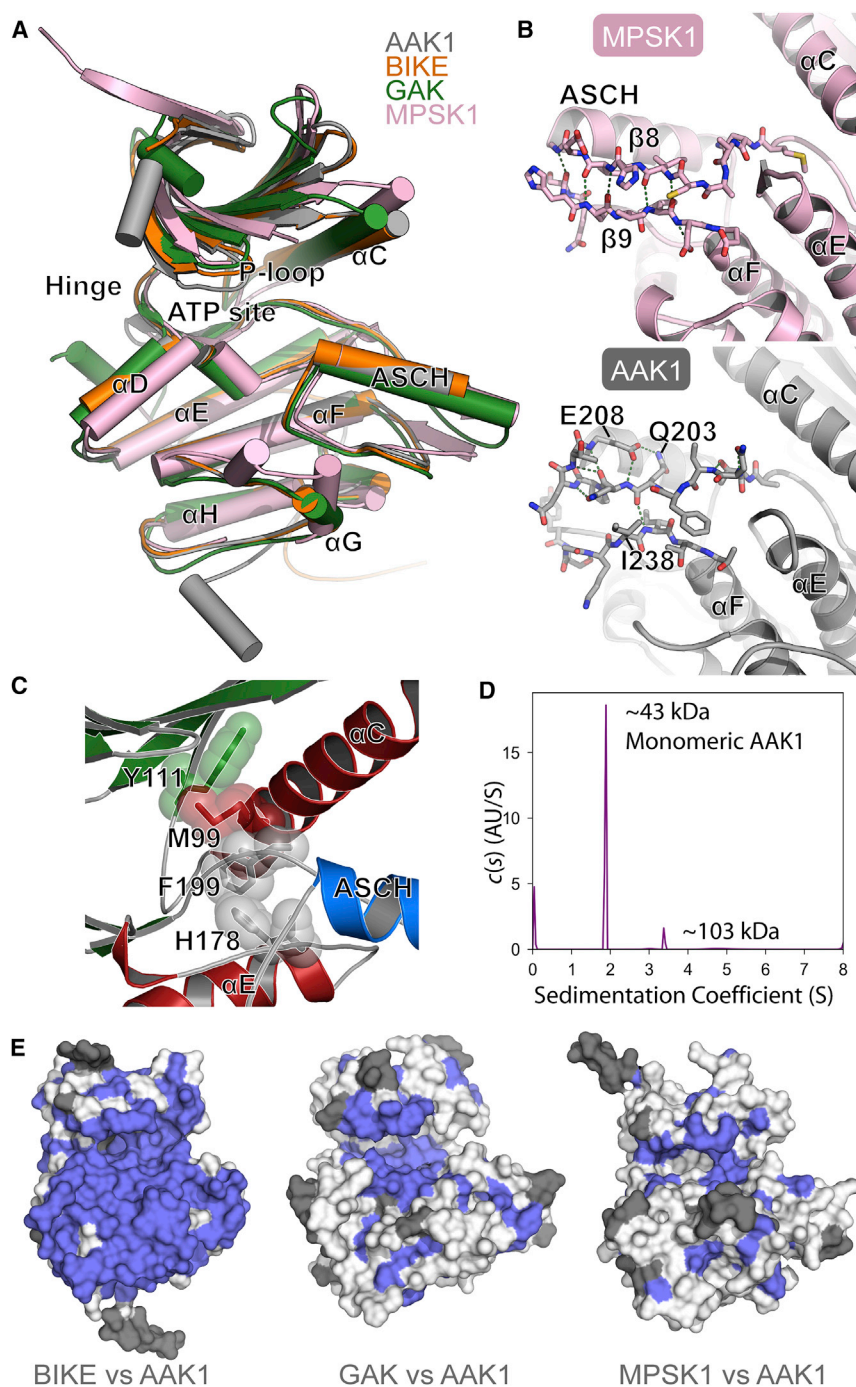 A
AAK1
BIKE
GAK
MPSK1
αC
P-loop
Hinge
ATP site
αD
αE
αF
ASCH
αH
αG
B
MPSK1
αC
ASCH
β8
β9
αE
αF
AAK1
αC
E208
Q203
I238
αE
αF
C
αC
Y111
M99
F199
ASCH
H178
αE
D
~43 kDa
Monomeric AAK1
~103 kDa
c(s) (AU/S)
15
10
5
0
0 1 2 3 4 5 6 7 8
Sedimentation Coefficient (S)
E
BIKE vs AAK1 GAK vs AAK1 MPSK1 vs AAK1